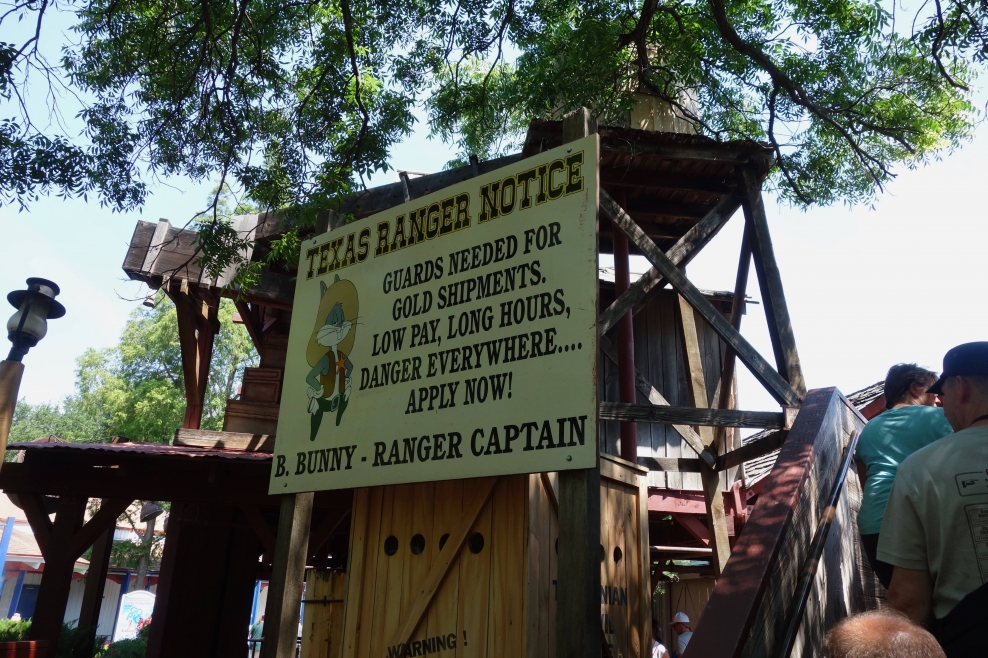 TEXAS RANGER NOTICE
GUARDS NEEDED FOR
GOLD SHIPMENTS.
LOW PAY, LONG HOURS,
DANGER EVERYWHERE....
APPLY NOW!
B. BUNNY - RANGER CAPTAIN
WARNING !